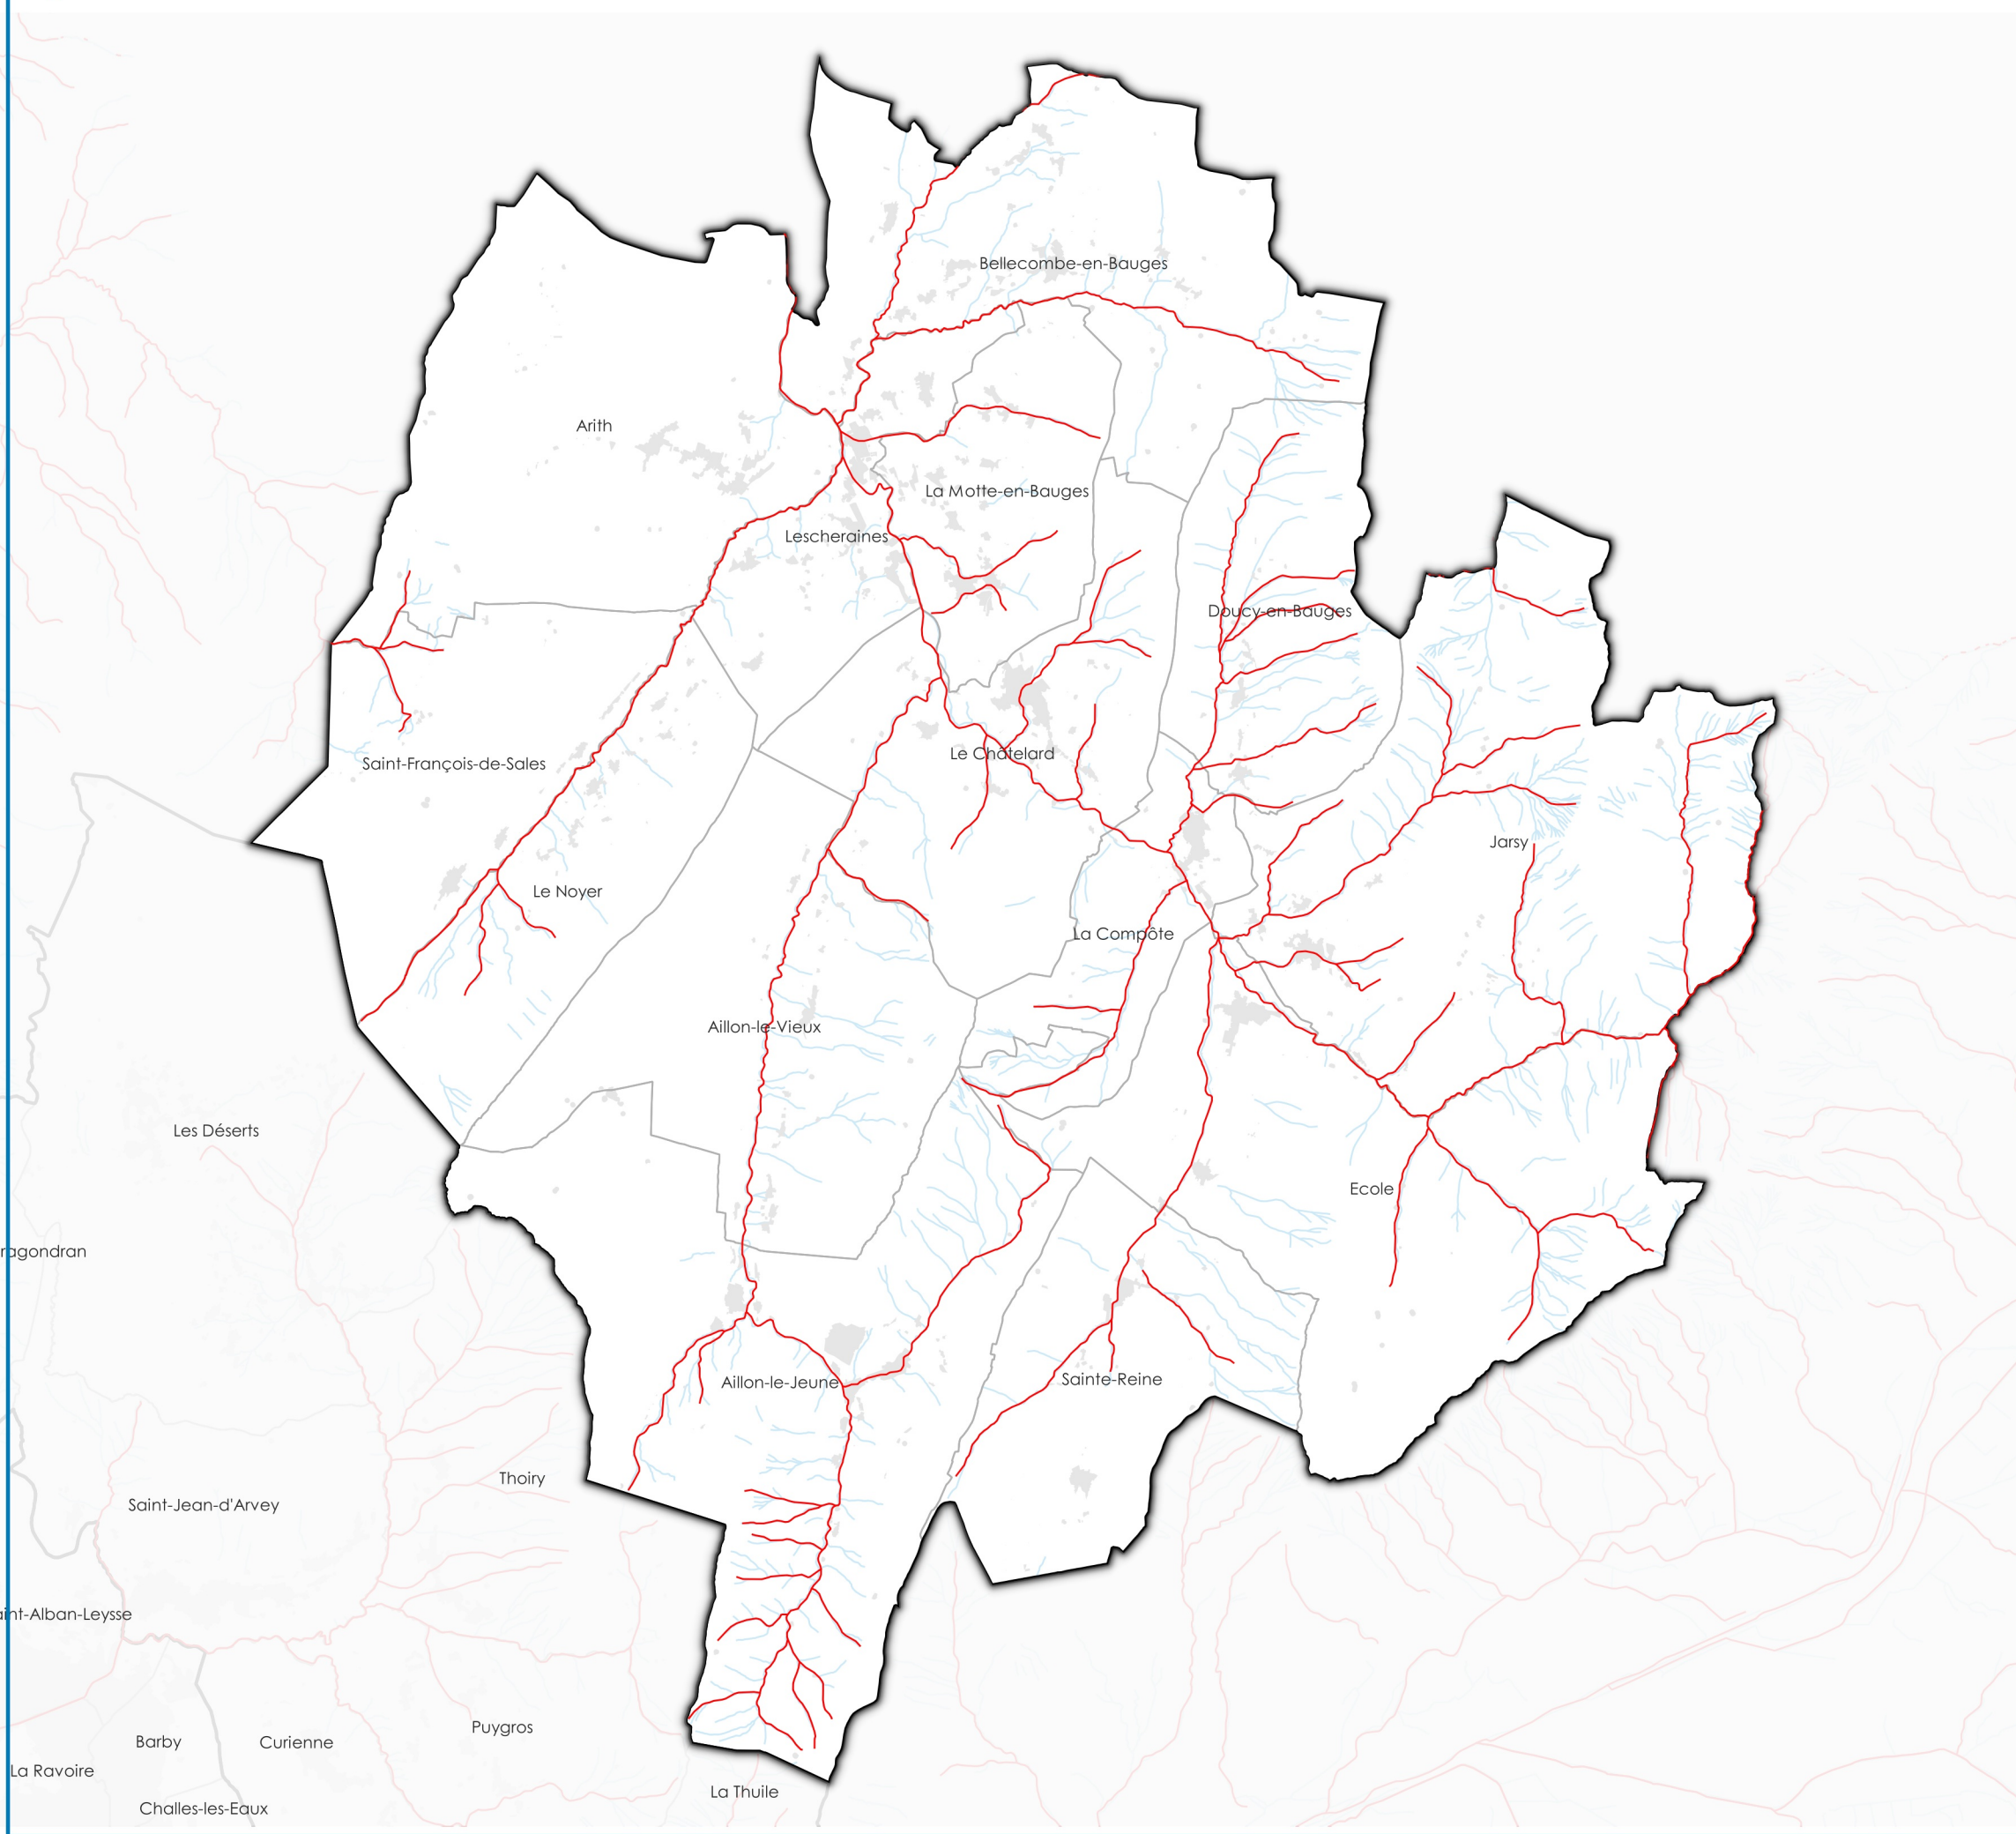 Bellecombe-en-Bauges
Arith
La Motte-en-Bauges
Lescheraines
Doucy-en-Bauges
Le Châtelard
Saint-François-de-Sales
Jarsy
Le Noyer
La Compôte
Aillon-le-Vieux
Les Déserts
Ecole
ragondran
Sainte-Reine
Aillon-le-Jeune
Thoiry
Saint-Jean-d'Arvey
aint-Alban-Leysse
Puygros
Barby
Curienne
La Ravoire
La Thuile
Challes-les-Eaux